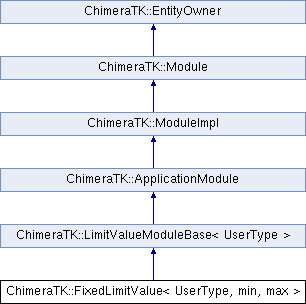 ChimeraTK::EntityOwner
ChimeraTK::Module
ChimeraTK::ModuleImpl
ChimeraTK::ApplicationModule
ChimeraTK::LimitValueModuleBase< UserType >
ChimeraTK::FixedLimitValue< UserType, min, max >